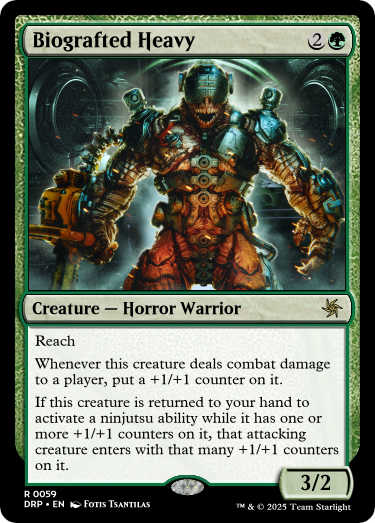 Biografted Heavy 2
Creature — Horror Warrior
Reach
Whenever this creature deals combat damage
to a player, put a +1/+1 counter on it.
If this creature is returned to your hand to
activate a ninjutsu ability while it has one or
more +1/+1 counters on it, that attacking
creature enters with that many +1/+1 counters
on it.
3/2
R 0059
DRP • EN Fotis Tsantilas
™ & © 2025 Team Starlight